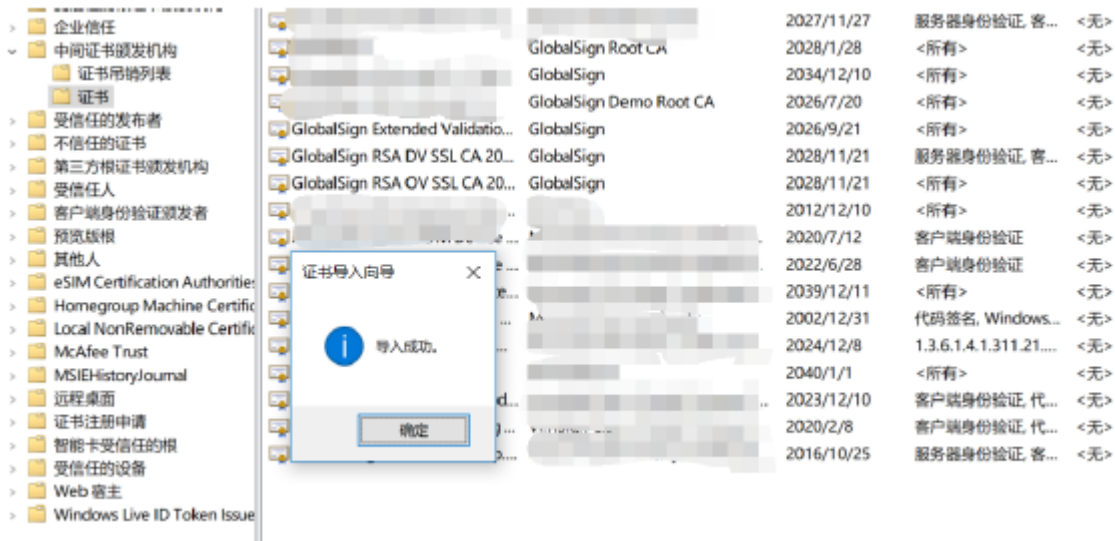 企业信任
中间证书颁发机构
证书吊销列表
证书
受信任的发布者
不信任的证书
第三方根证书颁发机构
受信任人
客户端身份验证颁发者
预览版根
其他人
eSIM Certification Authorities
Homegroup Machine Certific
Local NonRemovable Certific
McAfee Trust
MSIEHistoryJournal
远程桌面
证书注册申请
智能卡受信任的根
受信任的设备
Web 宿主
Windows Live ID Token Issue
2027/11/27 服务器身份验证, 客... <无>
GlobalSign Root CA 2028/1/28 <所有> <无>
GlobalSign 2034/12/10 <所有> <无>
GlobalSign Demo Root CA 2026/7/20 <所有> <无>
GlobalSign Extended Validatio... GlobalSign 2026/9/21 <所有> <无>
GlobalSign RSA DV SSL CA 20... GlobalSign 2028/11/21 服务器身份验证, 客... <无>
GlobalSign RSA OV SSL CA 20... GlobalSign 2028/11/21 <所有> <无>
2012/12/10 <所有> <无>
2020/7/12 客户端身份验证 <无>
2022/6/28 客户端身份验证 <无>
2039/12/11 <所有> <无>
2002/12/31 代码签名, Windows... <无>
2024/12/8 1.3.6.1.4.1.311.21.... <无>
2040/1/1 <所有> <无>
2023/12/10 客户端身份验证, 代... <无>
2020/2/8 客户端身份验证, 代... <无>
2016/10/25 服务器身份验证, 客... <无>
证书导入向导
导入成功。
确定